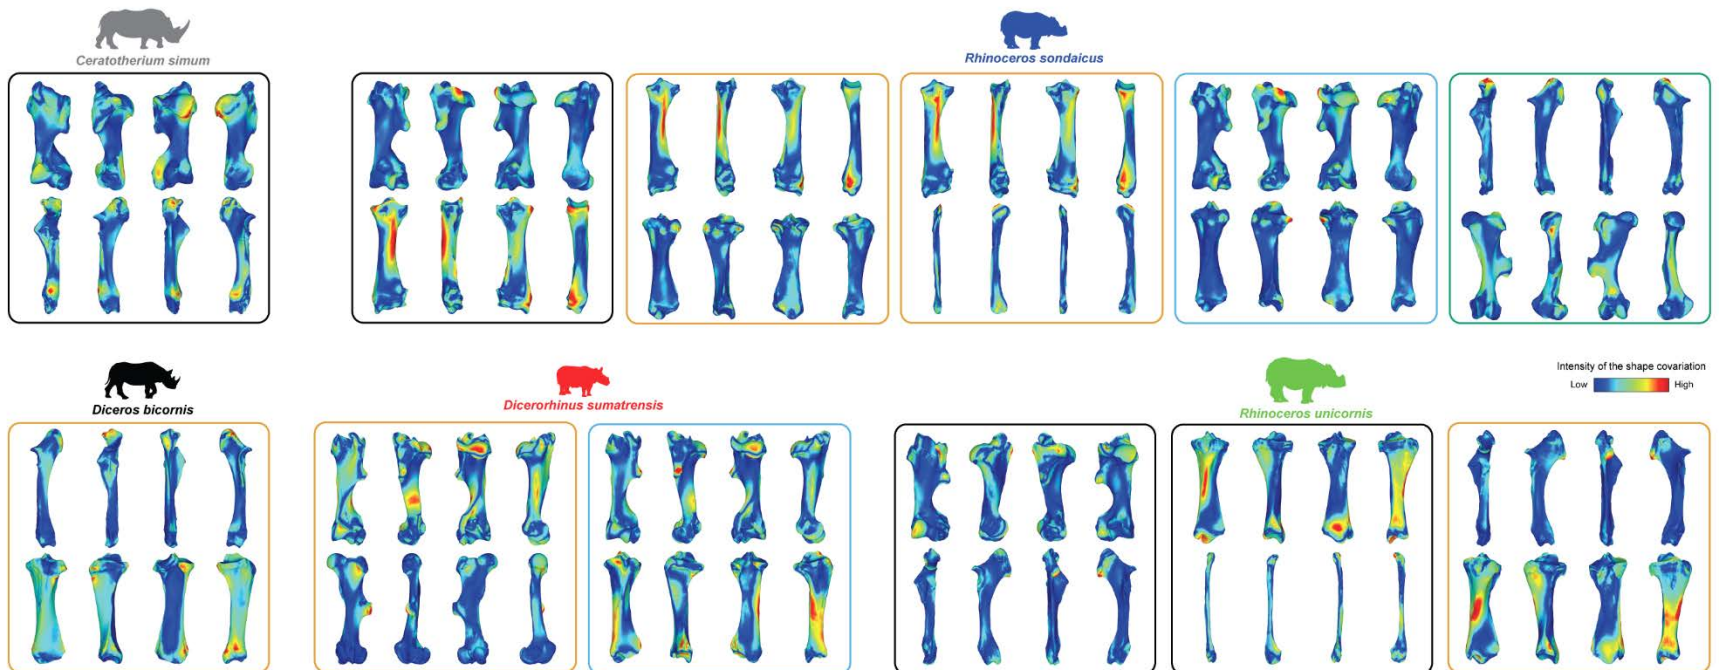 Ceratotherium simum
Rhinoceros sondaicus
Diceros bicornis
Dicerorhinus sumatrensis
Rhinoceros unicornis
Intensity of the shape covariation
Low High